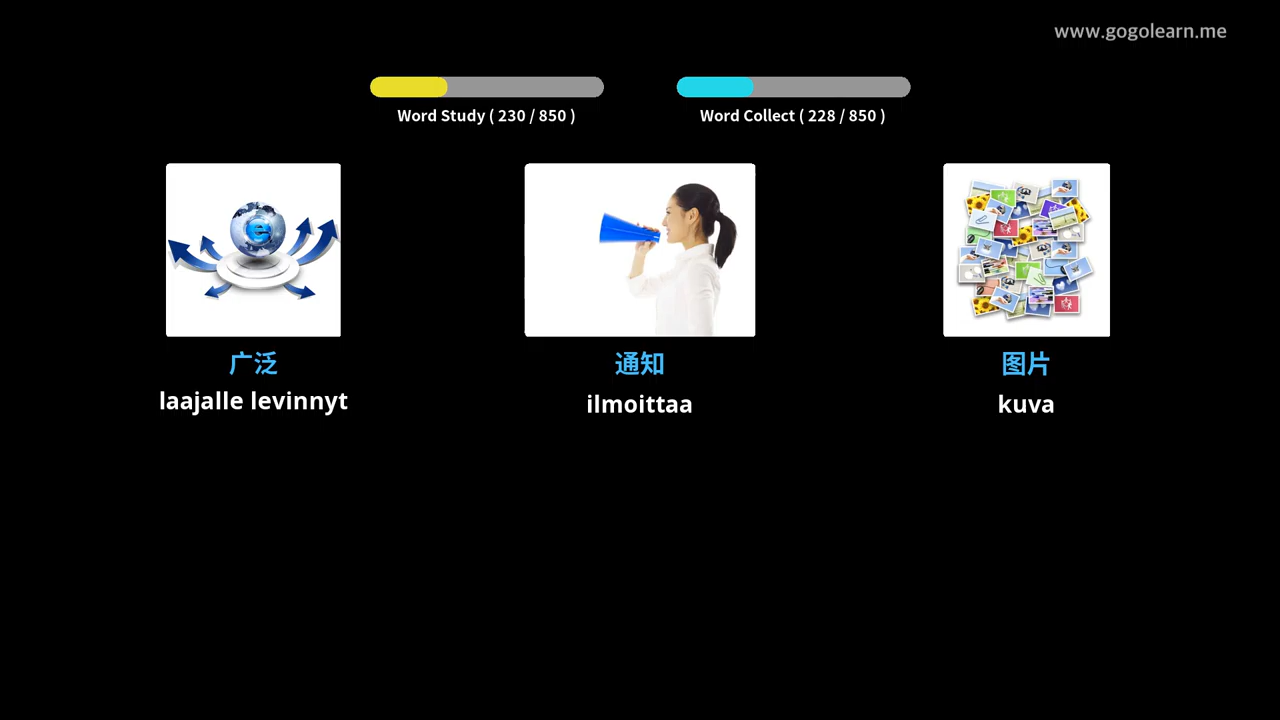 www.gogolearn.me
Word Study ( 230 / 850 )
Word Collect ( 228 / 850 )
e
广泛
laajalle levinnyt
通知
ilmoittaa
图片
kuva